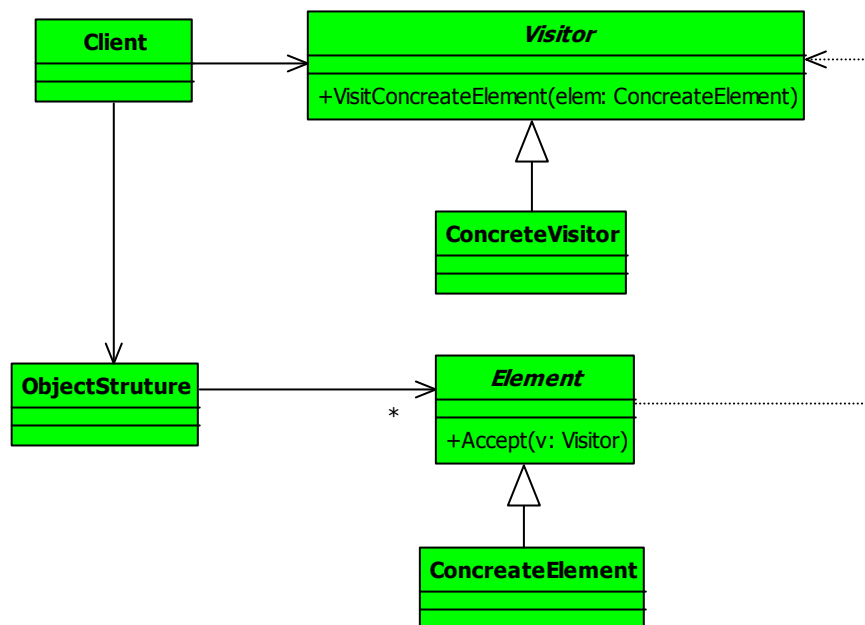 Client
Visitor
+VisitConcreateElement(elem: ConcreateElement)
ConcreteVisitor
ObjectStruture
*
Element
+Accept(v: Visitor)
ConcreateElement